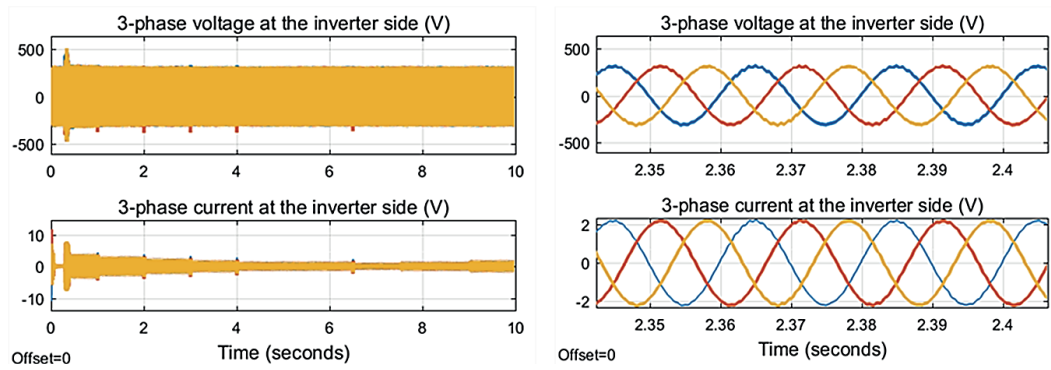 3-phase voltage at the inverter side (V)
500
0
-500
0 2 4 6 8 10
3-phase current at the inverter side (V)
10
0
-10
0 2 4 6 8 10
Offset=0
Time (seconds)
3-phase voltage at the inverter side (V)
500
0
-500
2.35 2.36 2.37 2.38 2.39 2.4
3-phase current at the inverter side (V)
2
0
-2
2.35 2.36 2.37 2.38 2.39 2.4
Offset=0
Time (seconds)